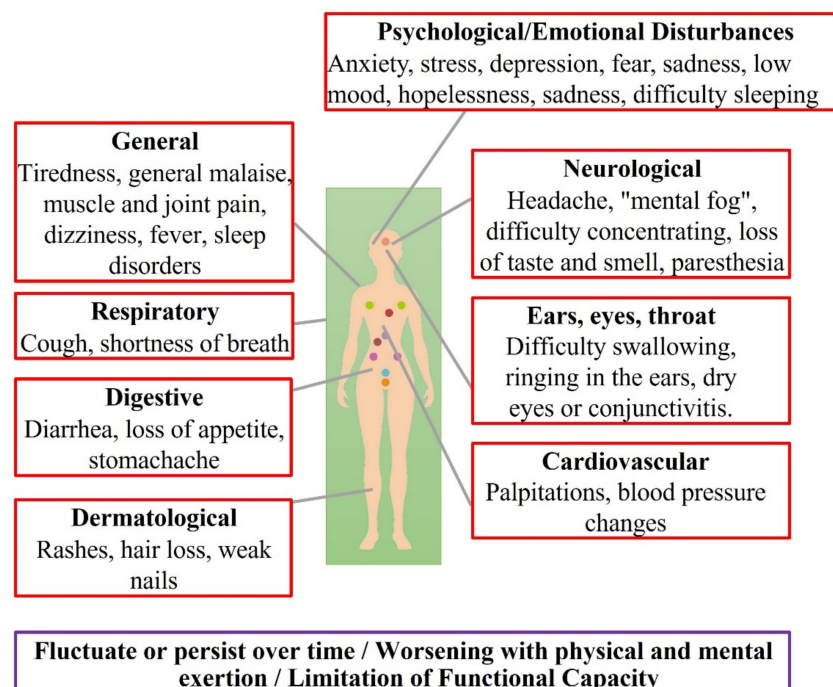 Psychological/Emotional Disturbances
Anxiety, stress, depression, fear, sadness, low
mood, hopelessness, sadness, difficulty sleeping
General
Tiredness, general malaise,
muscle and joint pain,
dizziness, fever, sleep
disorders
Neurological
Headache, "mental fog",
difficulty concentrating, loss
of taste and smell, paresthesia
Respiratory
Cough, shortness of breath
Ears, eyes, throat
Difficulty swallowing,
ringing in the ears, dry
eyes or conjunctivitis.
Digestive
Diarrhea, loss of appetite,
stomachache
Cardiovascular
Palpitations, blood pressure
changes
Dermatological
Rashes, hair loss, weak
nails
Fluctuate or persist over time / Worsening with physical and mental
exertion / Limitation of Functional Capacity